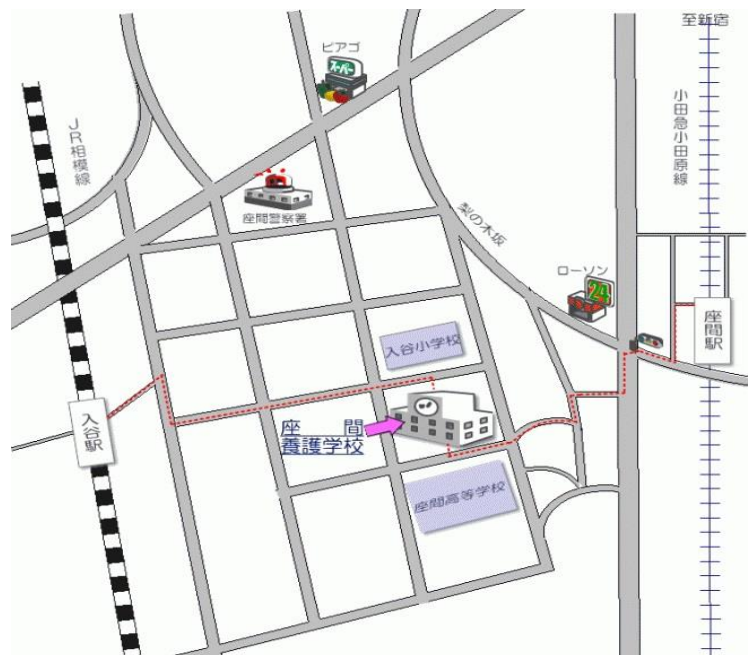 至新宿
ピアゴ
スーパー
JR相模線
小田急小田原線
座間警察署
梨の木坂
ローソン
24
座間駅
入谷小学校
入谷駅
座　間
養護学校
座間高等学校